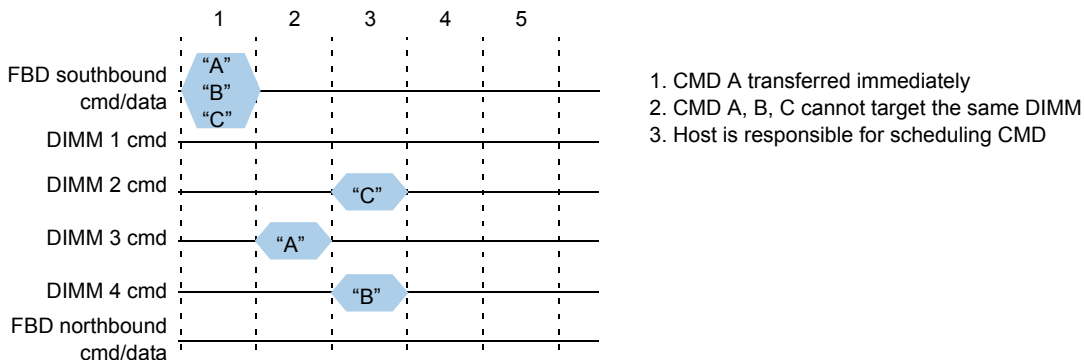 1 2 3 4 5
FBD southbound
cmd/data
“A”
“B”
“C”
DIMM 1 cmd
DIMM 2 cmd
“C”
DIMM 3 cmd
“A”
DIMM 4 cmd
“B”
FBD northbound
cmd/data
1. CMD A transferred immediately
2. CMD A, B, C cannot target the same DIMM
3. Host is responsible for scheduling CMD